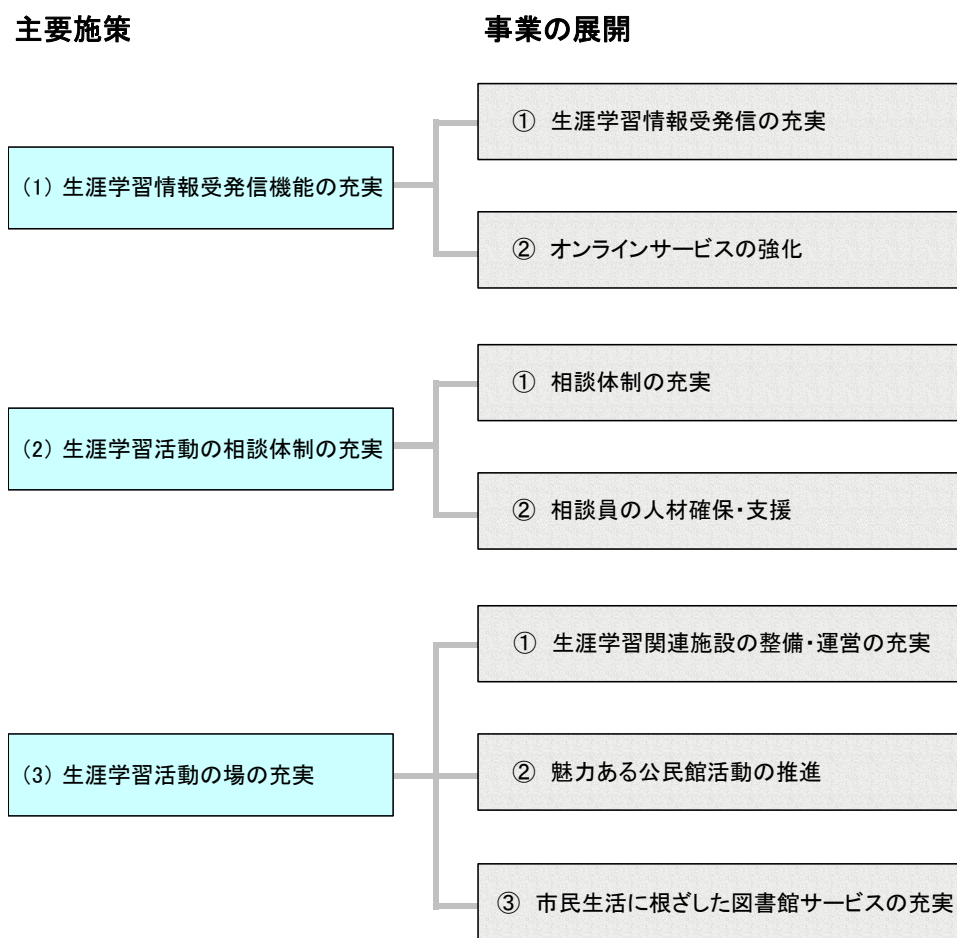 主要施策
事業の展開
(1) 生涯学習情報受発信機能の充実
① 生涯学習情報受発信の充実
② オンラインサービスの強化
(2) 生涯学習活動の相談体制の充実
① 相談体制の充実
② 相談員の人材確保・支援
(3) 生涯学習活動の場の充実
① 生涯学習関連施設の整備・運営の充実
② 魅力ある公民館活動の推進
③ 市民生活に根ざした図書館サービスの充実